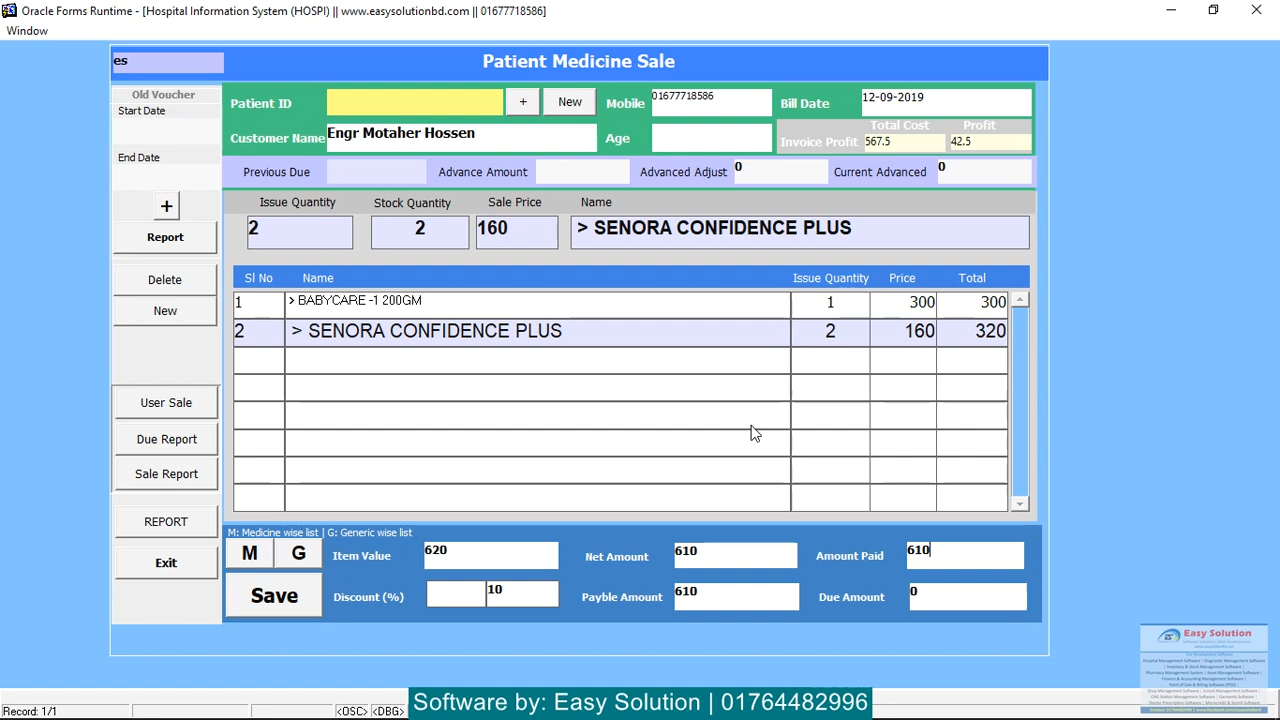 Oracle Forms Runtime - [Hospital Information System (HOSPI) || www.easysolutionbd.com || 01677718586]
Window
es
Patient Medicine Sale
Old Voucher
Start Date
End Date
+
Report
Delete
New
User Sale
Due Report
Sale Report
REPORT
Exit
Patient ID + New Mobile 01677718586 Bill Date 12-09-2019
Total Cost Profit
Customer Name Engr Motaher Hossen Age Invoice Profit 567.5 42.5
Previous Due Advance Amount Advanced Adjust 0 Current Advanced 0
Issue Quantity Stock Quantity Sale Price Name
2 2 160 > SENORA CONFIDENCE PLUS
Sl No Name Issue Quantity Price Total
1 > BABYCARE -1 200GM 1 300 300
2 > SENORA CONFIDENCE PLUS 2 160 320
M: Medicine wise list | G: Generic wise list
M G Item Value 620 Net Amount 610 Amount Paid 610
Save Discount (%) 10 Payble Amount 610 Due Amount 0
Easy Solution
www.easysolutionbd.com
Record: 1/1
<DBG>
Easy Solution